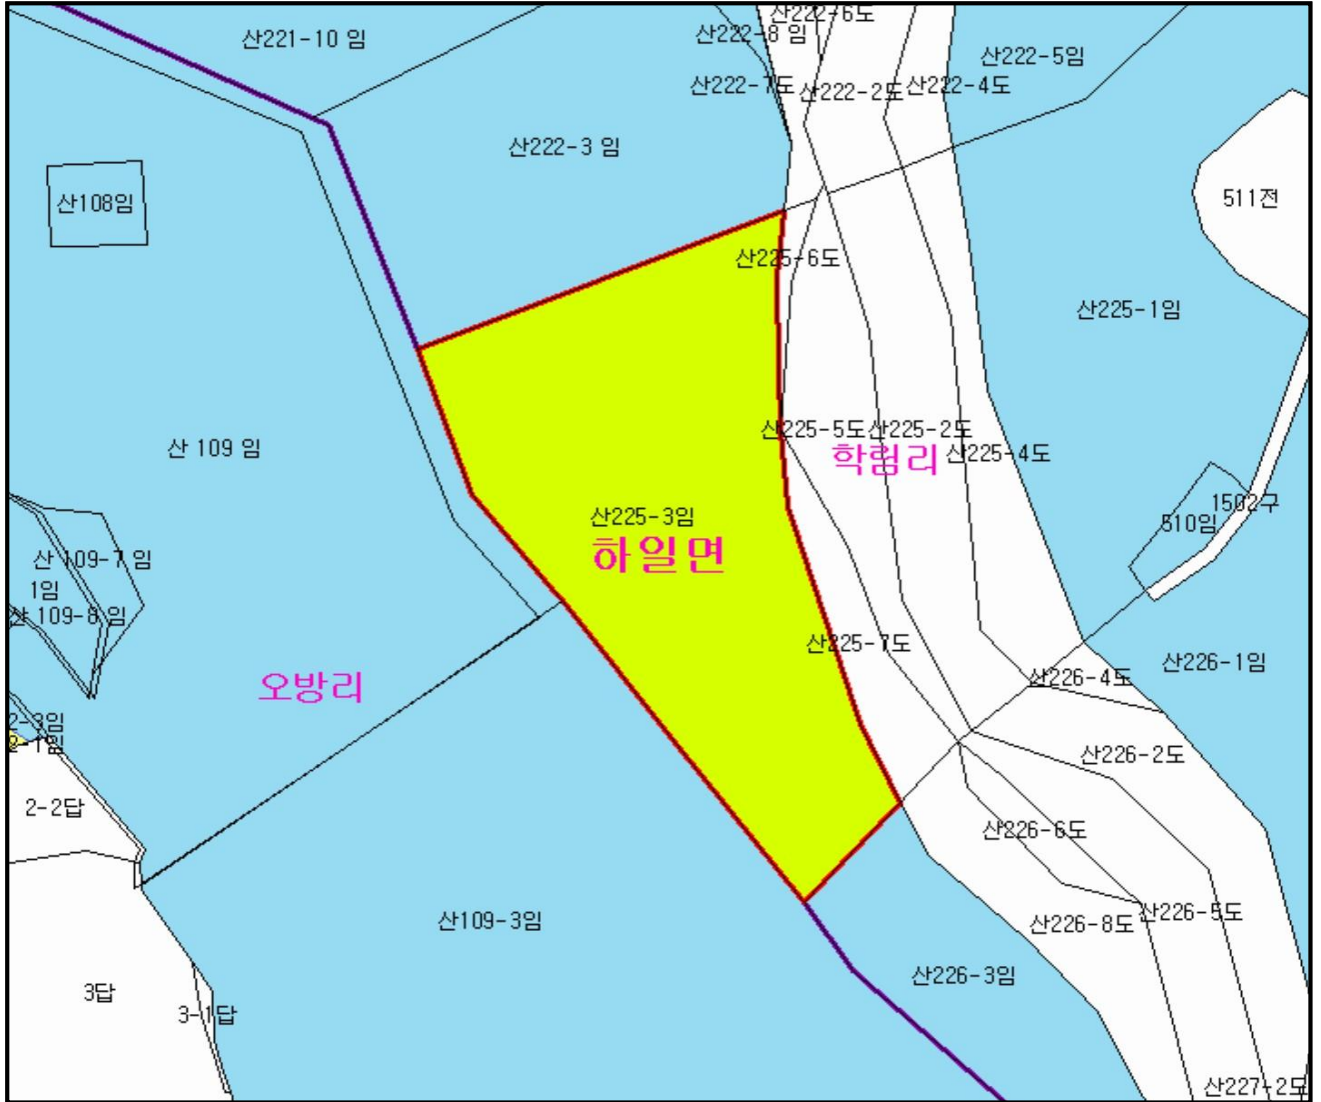 산222-6도
산221-10 임
산222-8 임
산222-5임
산222-7도
산222-2도
산222-4도
산222-3 임
산108임
511전
산225-6도
산225-1임
산225-5도
산225-2도
산 109 임
학림리
산225-4도
산225-3임
1502구
510임
하일면
산 109-7 임
1임
산 109-8 임
산225-7도
산226-1임
산226-4도
오방리
2-3임
2-1임
산226-2도
2-2답
산226-6도
산109-3임
산226-8도
산226-5도
산226-3임
3답
3-1답
산227-2도